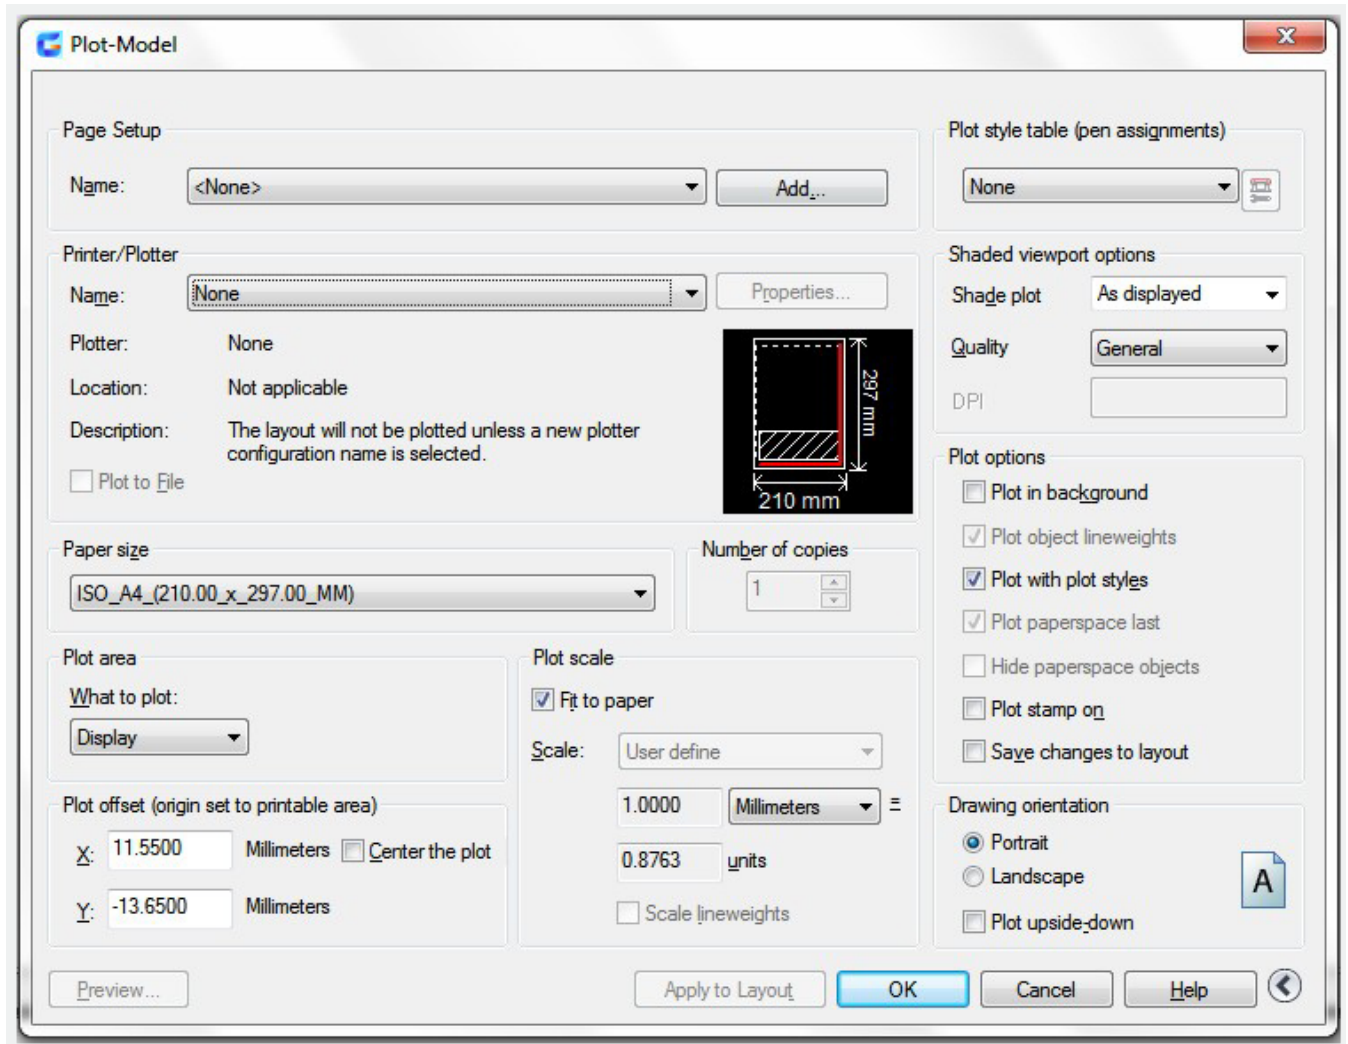 Plot-Model
Page Setup
Name:
<None>
Add...
Printer/Plotter
Name:
None
Properties...
Plotter:
None
Location:
Not applicable
Description:
The layout will not be plotted unless a new plotter
configuration name is selected.
Plot to File
297 mm
210 mm
Paper size
ISO_A4_(210.00_x_297.00_MM)
Number of copies
1
Plot area
What to plot:
Display
Plot offset (origin set to printable area)
X:
11.5500
Millimeters
Center the plot
Y:
-13.6500
Millimeters
Plot scale
Fit to paper
Scale:
User define
1.0000
Millimeters
=
0.8763
units
Scale lineweights
Plot style table (pen assignments)
None
Shaded viewport options
Shade plot
As displayed
Quality
General
DPI
Plot options
Plot in background
Plot object lineweights
Plot with plot styles
Plot paperspace last
Hide paperspace objects
Plot stamp on
Save changes to layout
Drawing orientation
Portrait
Landscape
A
Plot upside-down
Preview...
Apply to Layout
OK
Cancel
Help